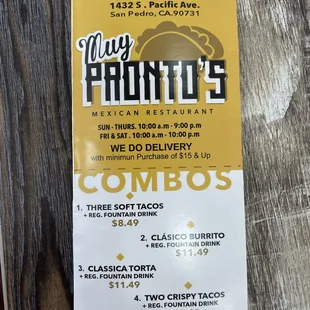 1432 S. Pacific Ave.
San Pedro, CA.90731
Muy
PRONTO'S
MEXICAN RESTAURANT
SUN - THURS. 10:00 a.m - 9:00 p.m
FRI & SAT. 10:00 a.m - 10:00 p.m
WE DO DELIVERY
with minimun Purchase of $15 & Up
COMBOS
1. THREE SOFT TACOS
+ REG. FOUNTAIN DRINK
$8.49
2. CLÁSICO BURRITO
+ REG. FOUNTAIN DRINK
$11.49
3. CLASSICA TORTA
+ REG. FOUNTAIN DRINK
$11.49
4. TWO CRISPY TACOS
+ REG. FOUNTAIN DRINK